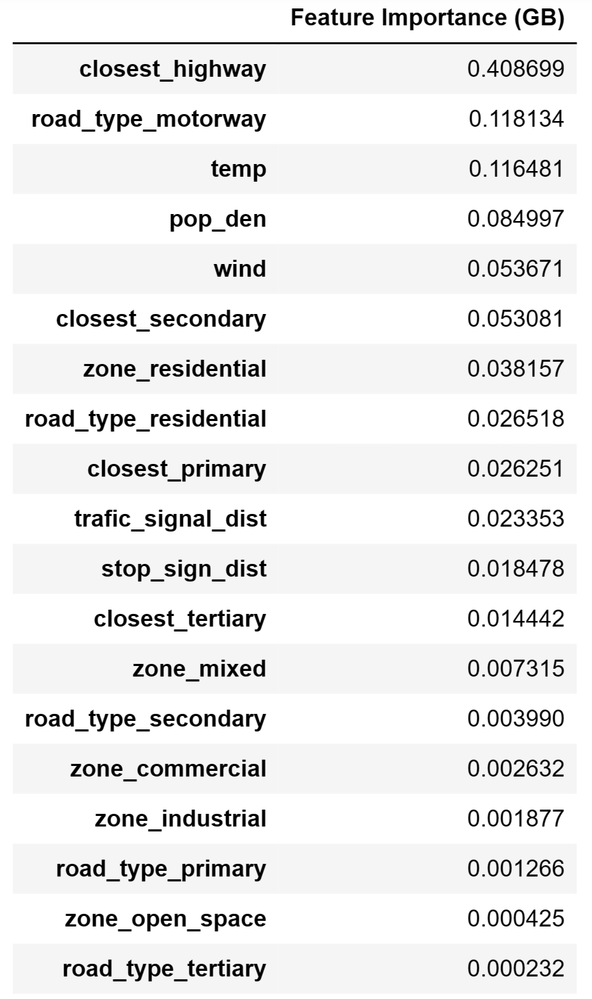 Feature Importance (GB)
closest_highway 0.408699
road_type_motorway 0.118134
temp 0.116481
pop_den 0.084997
wind 0.053671
closest_secondary 0.053081
zone_residential 0.038157
road_type_residential 0.026518
closest_primary 0.026251
trafic_signal_dist 0.023353
stop_sign_dist 0.018478
closest_tertiary 0.014442
zone_mixed 0.007315
road_type_secondary 0.003990
zone_commercial 0.002632
zone_industrial 0.001877
road_type_primary 0.001266
zone_open_space 0.000425
road_type_tertiary 0.000232